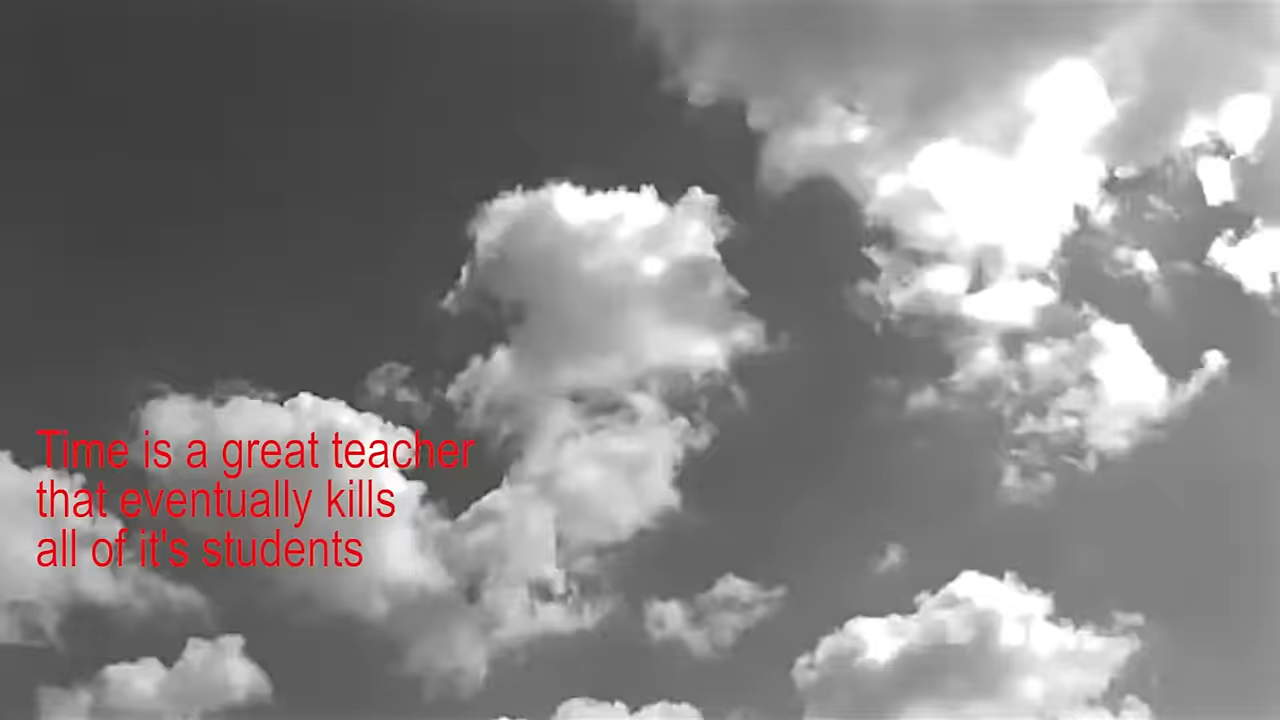 Time is a great teacher
that eventually kills
all of it's students